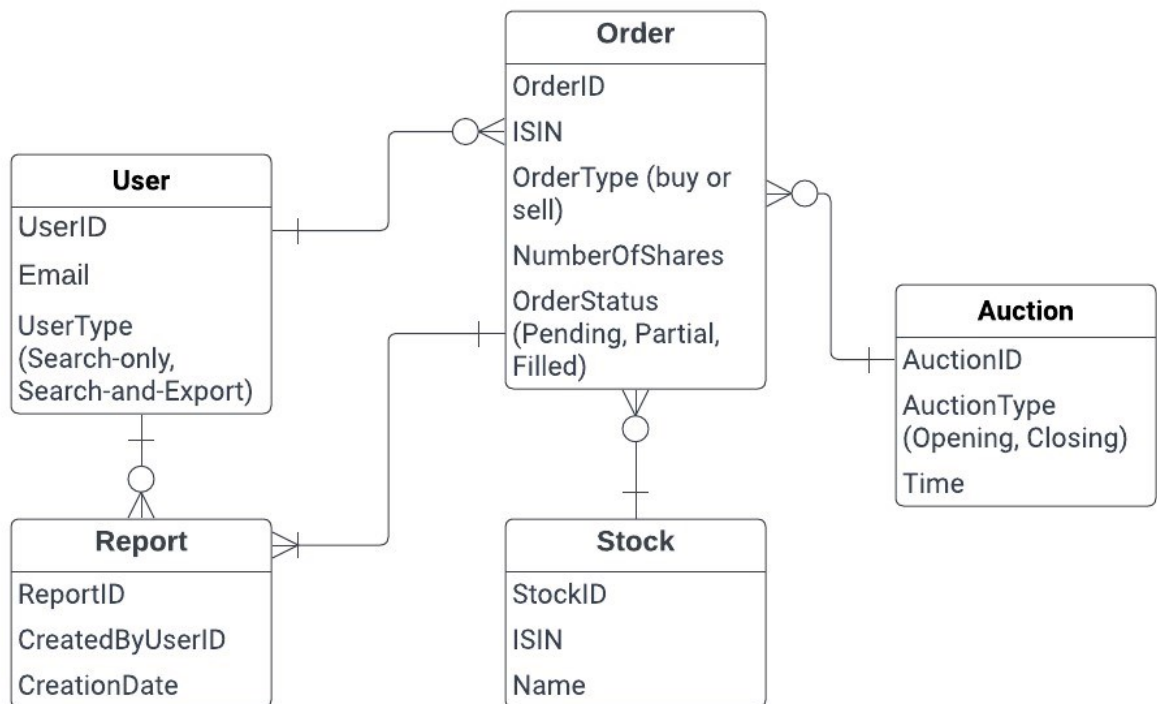 Order
OrderID
ISIN
OrderType (buy or
sell)
NumberOfShares
OrderStatus
(Pending, Partial,
Filled)
User
UserID
Email
UserType
(Search-only,
Search-and-Export)
Auction
AuctionID
AuctionType
(Opening, Closing)
Time
Report
ReportID
CreatedByUserID
CreationDate
Stock
StockID
ISIN
Name